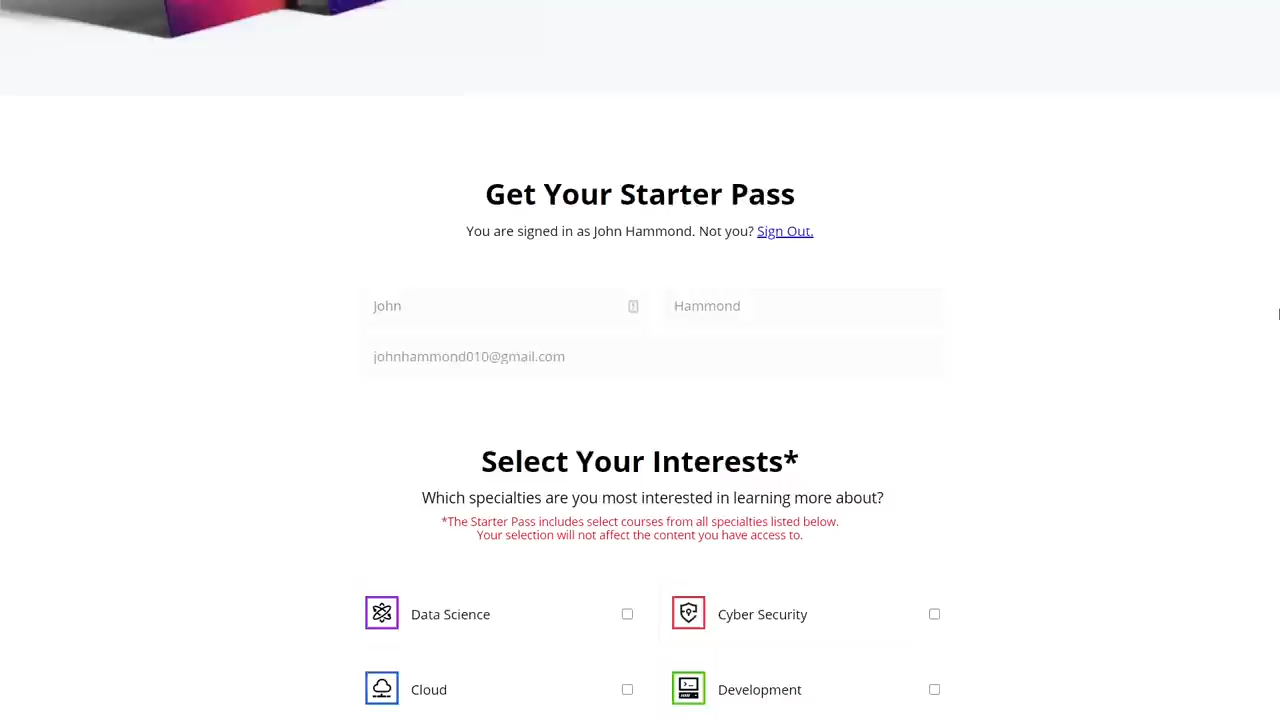 Get Your Starter Pass
You are signed in as John Hammond. Not you? Sign Out.
John
Hammond
johnhammond010@gmail.com
Select Your Interests*
Which specialties are you most interested in learning more about?
*The Starter Pass includes select courses from all specialties listed below.
Your selection will not affect the content you have access to.
Data Science
Cyber Security
Cloud
Development